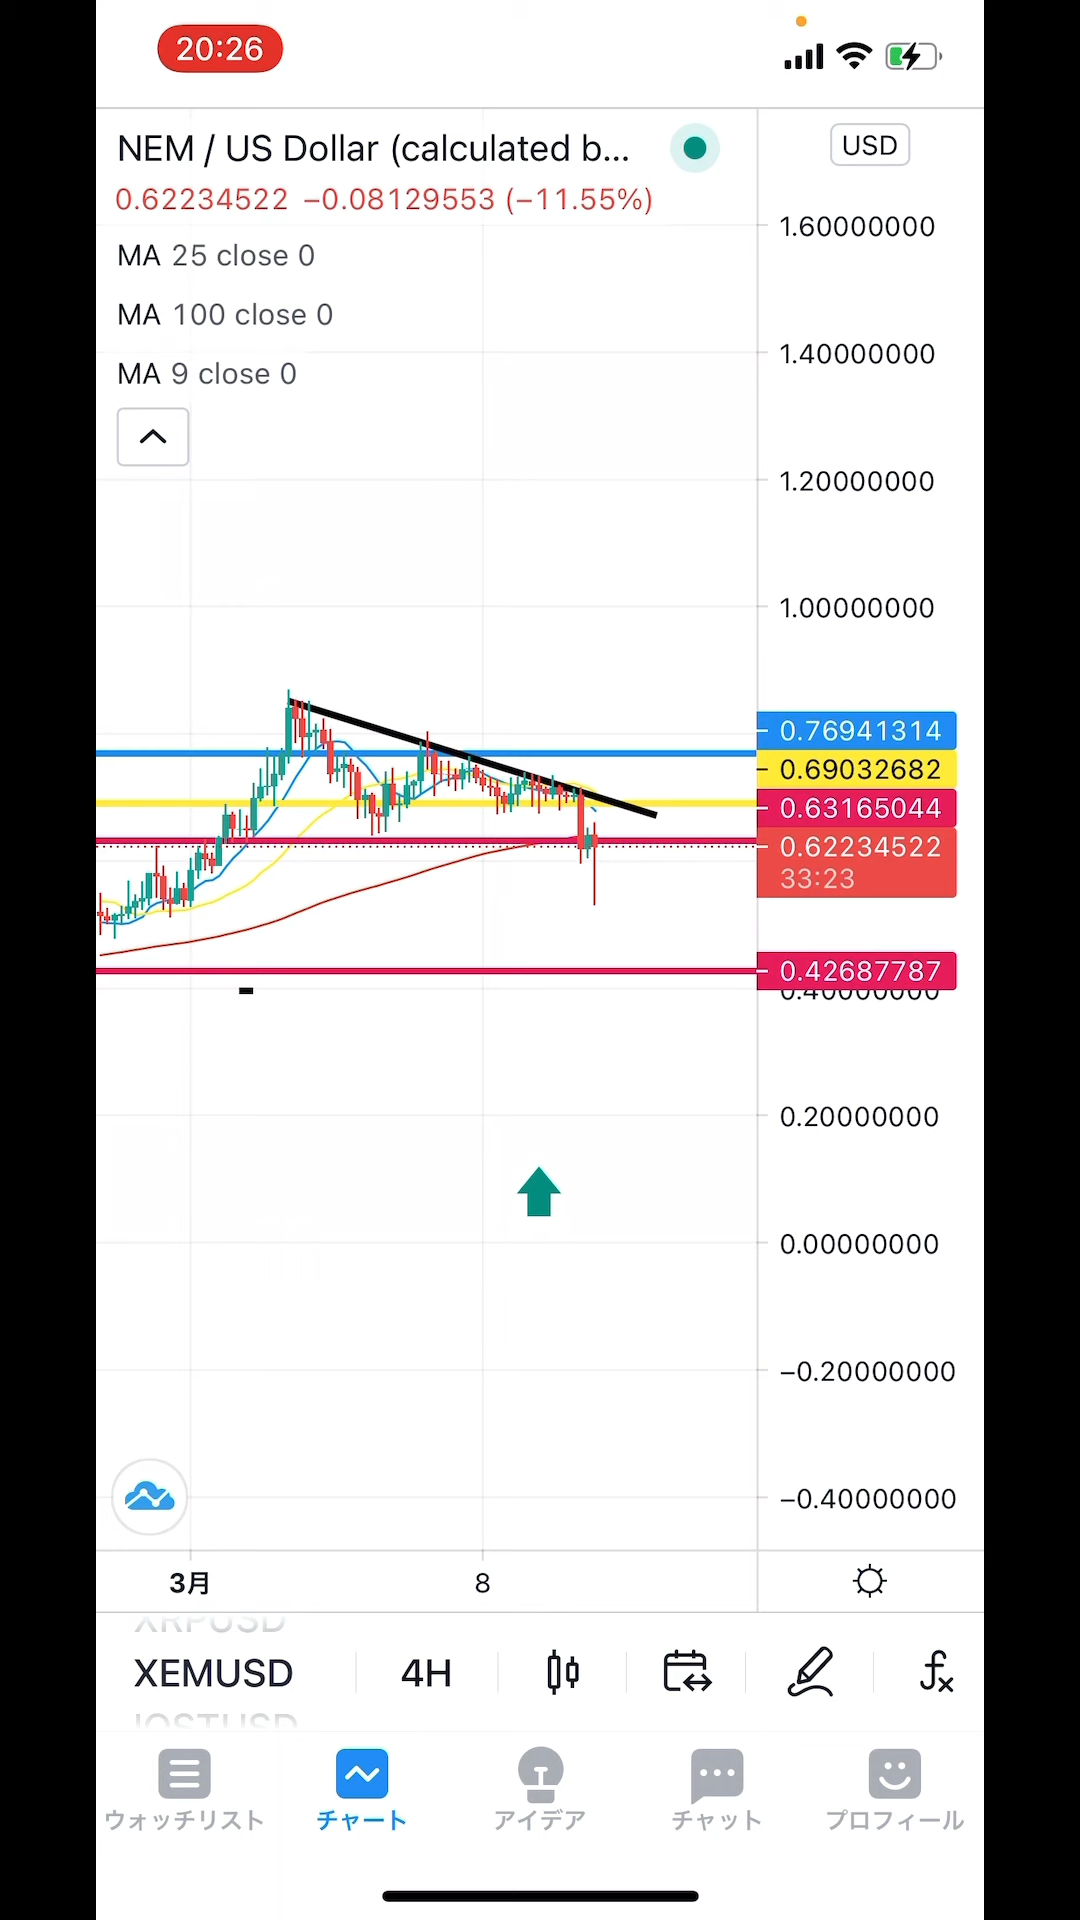 20:26
NEM / US Dollar (calculated b...
USD
0.62234522 −0.08129553 (−11.55%)
MA 25 close 0
MA 100 close 0
MA 9 close 0
1.60000000
1.40000000
1.20000000
1.00000000
0.76941314
0.69032682
0.63165044
0.62234522
33:23
0.42687787
0.40000000
0.20000000
0.00000000
−0.20000000
−0.40000000
3月 8
XRPUSD
XEMUSD 4H
IOSTUSD
ウォッチリスト チャート アイデア チャット プロフィール